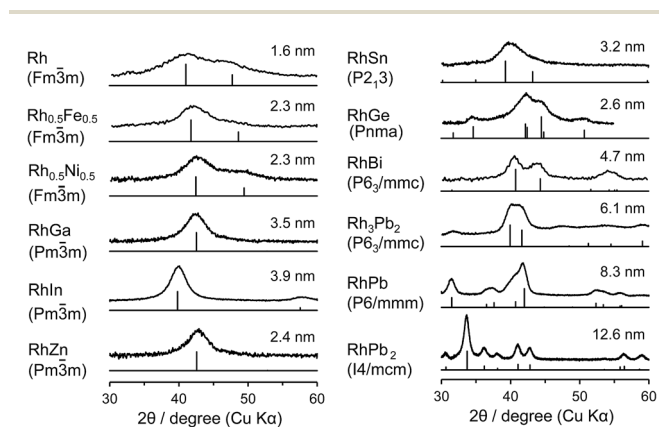 Rh 1.6 nm
(Fm3̄m)
Rh0.5Fe0.5 2.3 nm
(Fm3̄m)
Rh0.5Ni0.5 2.3 nm
(Fm3̄m)
RhGa 3.5 nm
(Pm3̄m)
RhIn 3.9 nm
(Pm3̄m)
RhZn 2.4 nm
(Pm3̄m)
30 40 50 60
2θ / degree (Cu Kα)
RhSn 3.2 nm
(P2₁3)
RhGe 2.6 nm
(Pnma)
RhBi 4.7 nm
(P6₃/mmc)
Rh₃Pb₂ 6.1 nm
(P6₃/mmc)
RhPb 8.3 nm
(P6/mmm)
RhPb₂ 12.6 nm
(I4/mcm)
30 40 50 60
2θ / degree (Cu Kα)